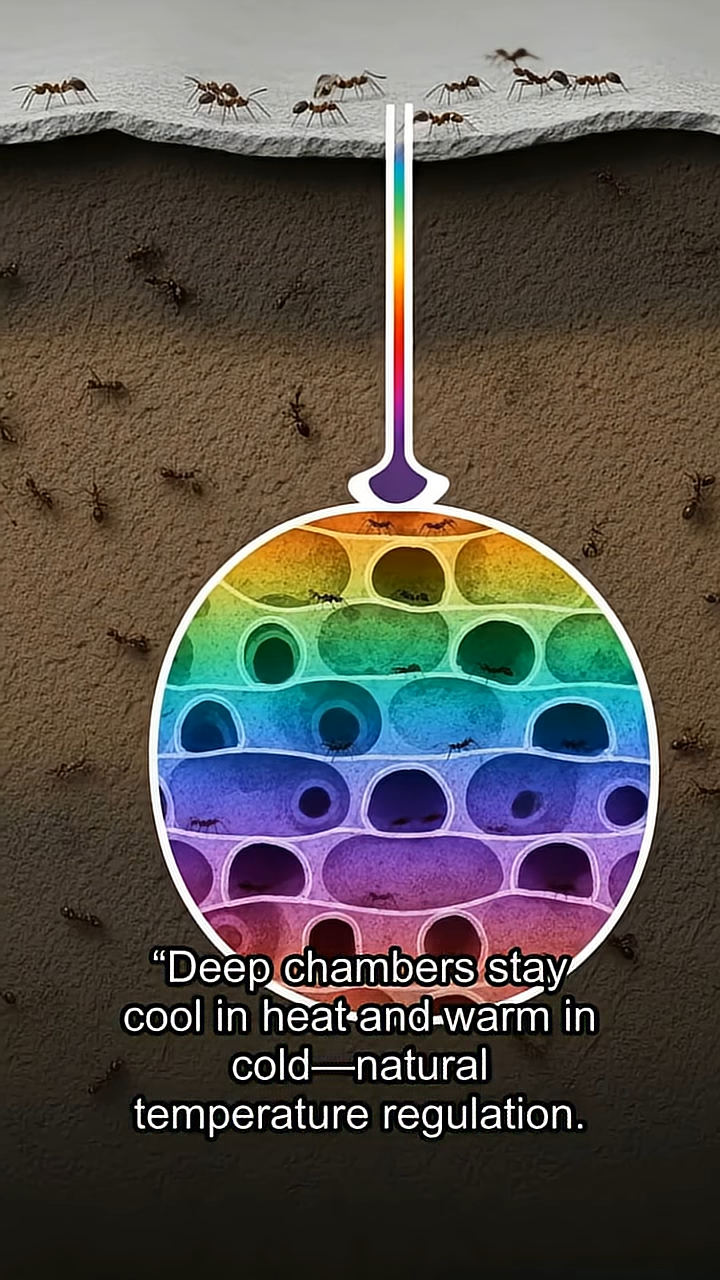 “Deep chambers stay
cool in heat and warm in
cold—natural
temperature regulation.